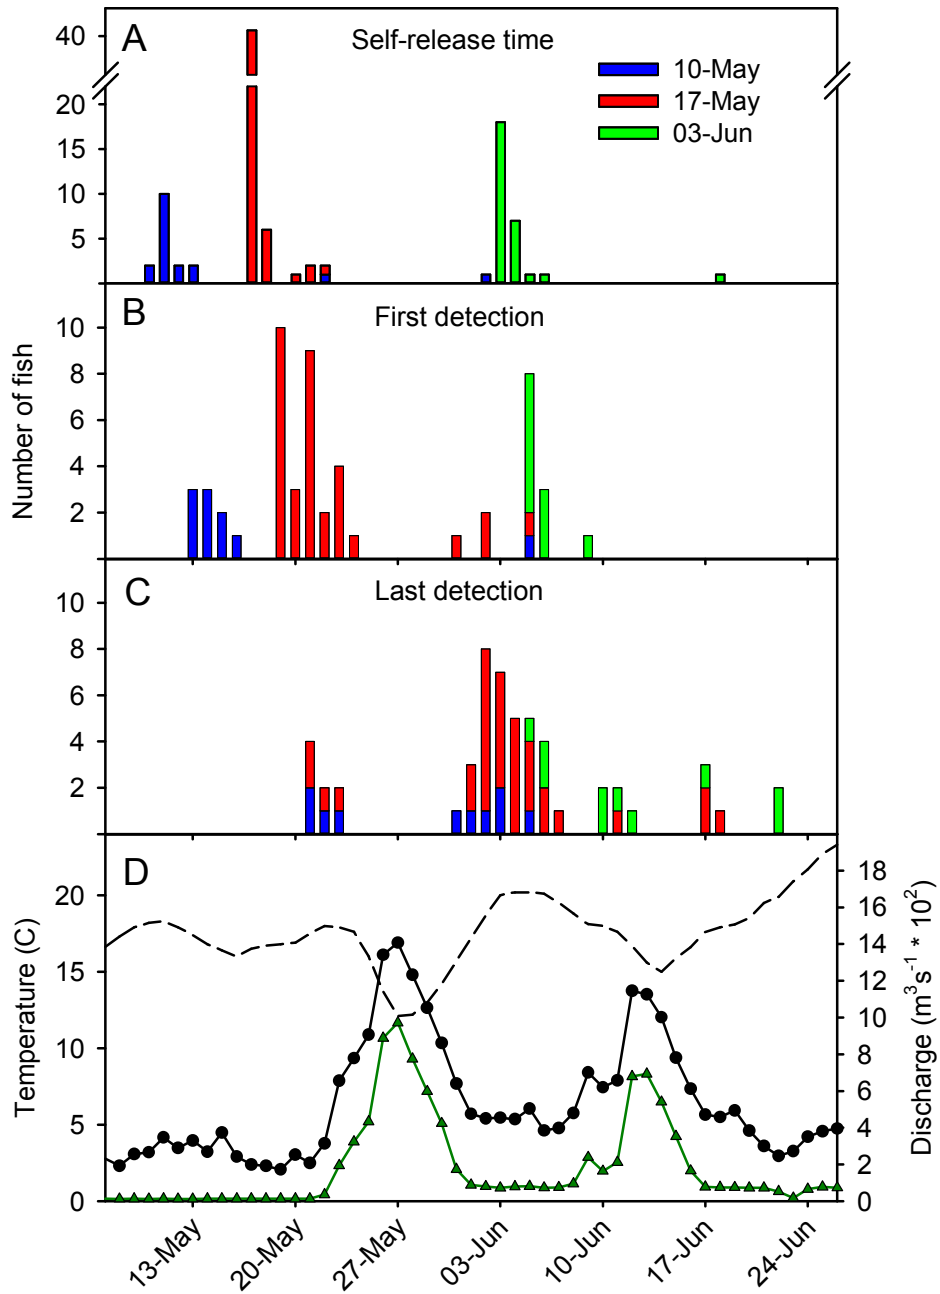 A
Self-release time
10-May
17-May
03-Jun
40
20
15
10
5
B
First detection
10
8
6
4
2
Number of fish
C
Last detection
10
8
6
4
2
D
20
15
10
5
0
Temperature (C)
18
16
14
12
10
8
6
4
2
0
Discharge (m³s⁻¹ * 10²)
13-May
20-May
27-May
03-Jun
10-Jun
17-Jun
24-Jun